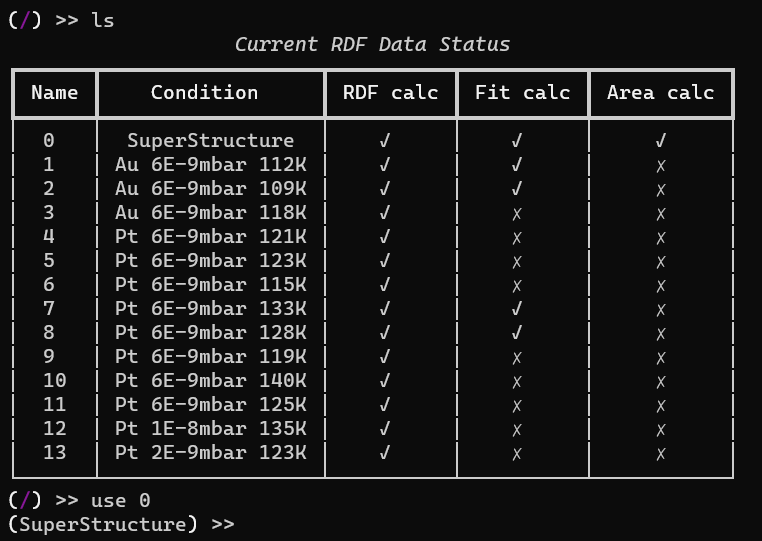 (/) >> ls
Current RDF Data Status
Name Condition RDF calc Fit calc Area calc
0 SuperStructure ✓ ✓ ✓
1 Au 6E-9mbar 112K ✓ ✓ ✗
2 Au 6E-9mbar 109K ✓ ✓ ✗
3 Au 6E-9mbar 118K ✓ ✗ ✗
4 Pt 6E-9mbar 121K ✓ ✗ ✗
5 Pt 6E-9mbar 123K ✓ ✗ ✗
6 Pt 6E-9mbar 115K ✓ ✗ ✗
7 Pt 6E-9mbar 133K ✓ ✓ ✗
8 Pt 6E-9mbar 128K ✓ ✓ ✗
9 Pt 6E-9mbar 119K ✓ ✗ ✗
10 Pt 6E-9mbar 140K ✓ ✗ ✗
11 Pt 6E-9mbar 125K ✓ ✗ ✗
12 Pt 1E-8mbar 135K ✓ ✗ ✗
13 Pt 2E-9mbar 123K ✓ ✗ ✗
(/) >> use 0
(SuperStructure) >>